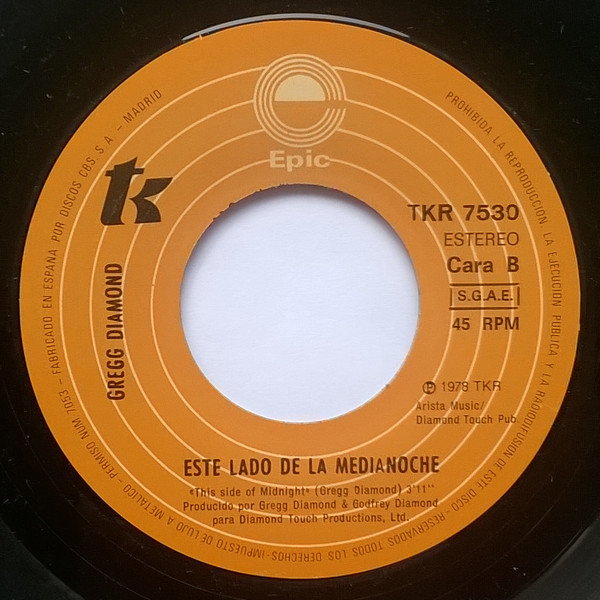 Epic
tk
TKR 7530
ESTEREO
Cara B
S.G.A.E.
45 RPM
GREGG DIAMOND
℗ 1978 TKR
Arista Music/
Diamond Touch Pub.
ESTE LADO DE LA MEDIANOCHE
«This side of Midnight» (Gregg Diamond) 3'11''
Producido por Gregg Diamond & Godfrey Diamond
para Diamond Touch Productions, Ltd.
PROHIBIDA LA REPRODUCCION, LA EJECUCION PUBLICA Y LA RADIODIFUSION DE ESTE DISCO - RESERVADOS TODOS LOS DERECHOS-IMPUESTO DE LUJO A METALICO - PERMISO NUM 7053 - FABRICADO EN ESPAÑA POR DISCOS CBS S A. - MADRID